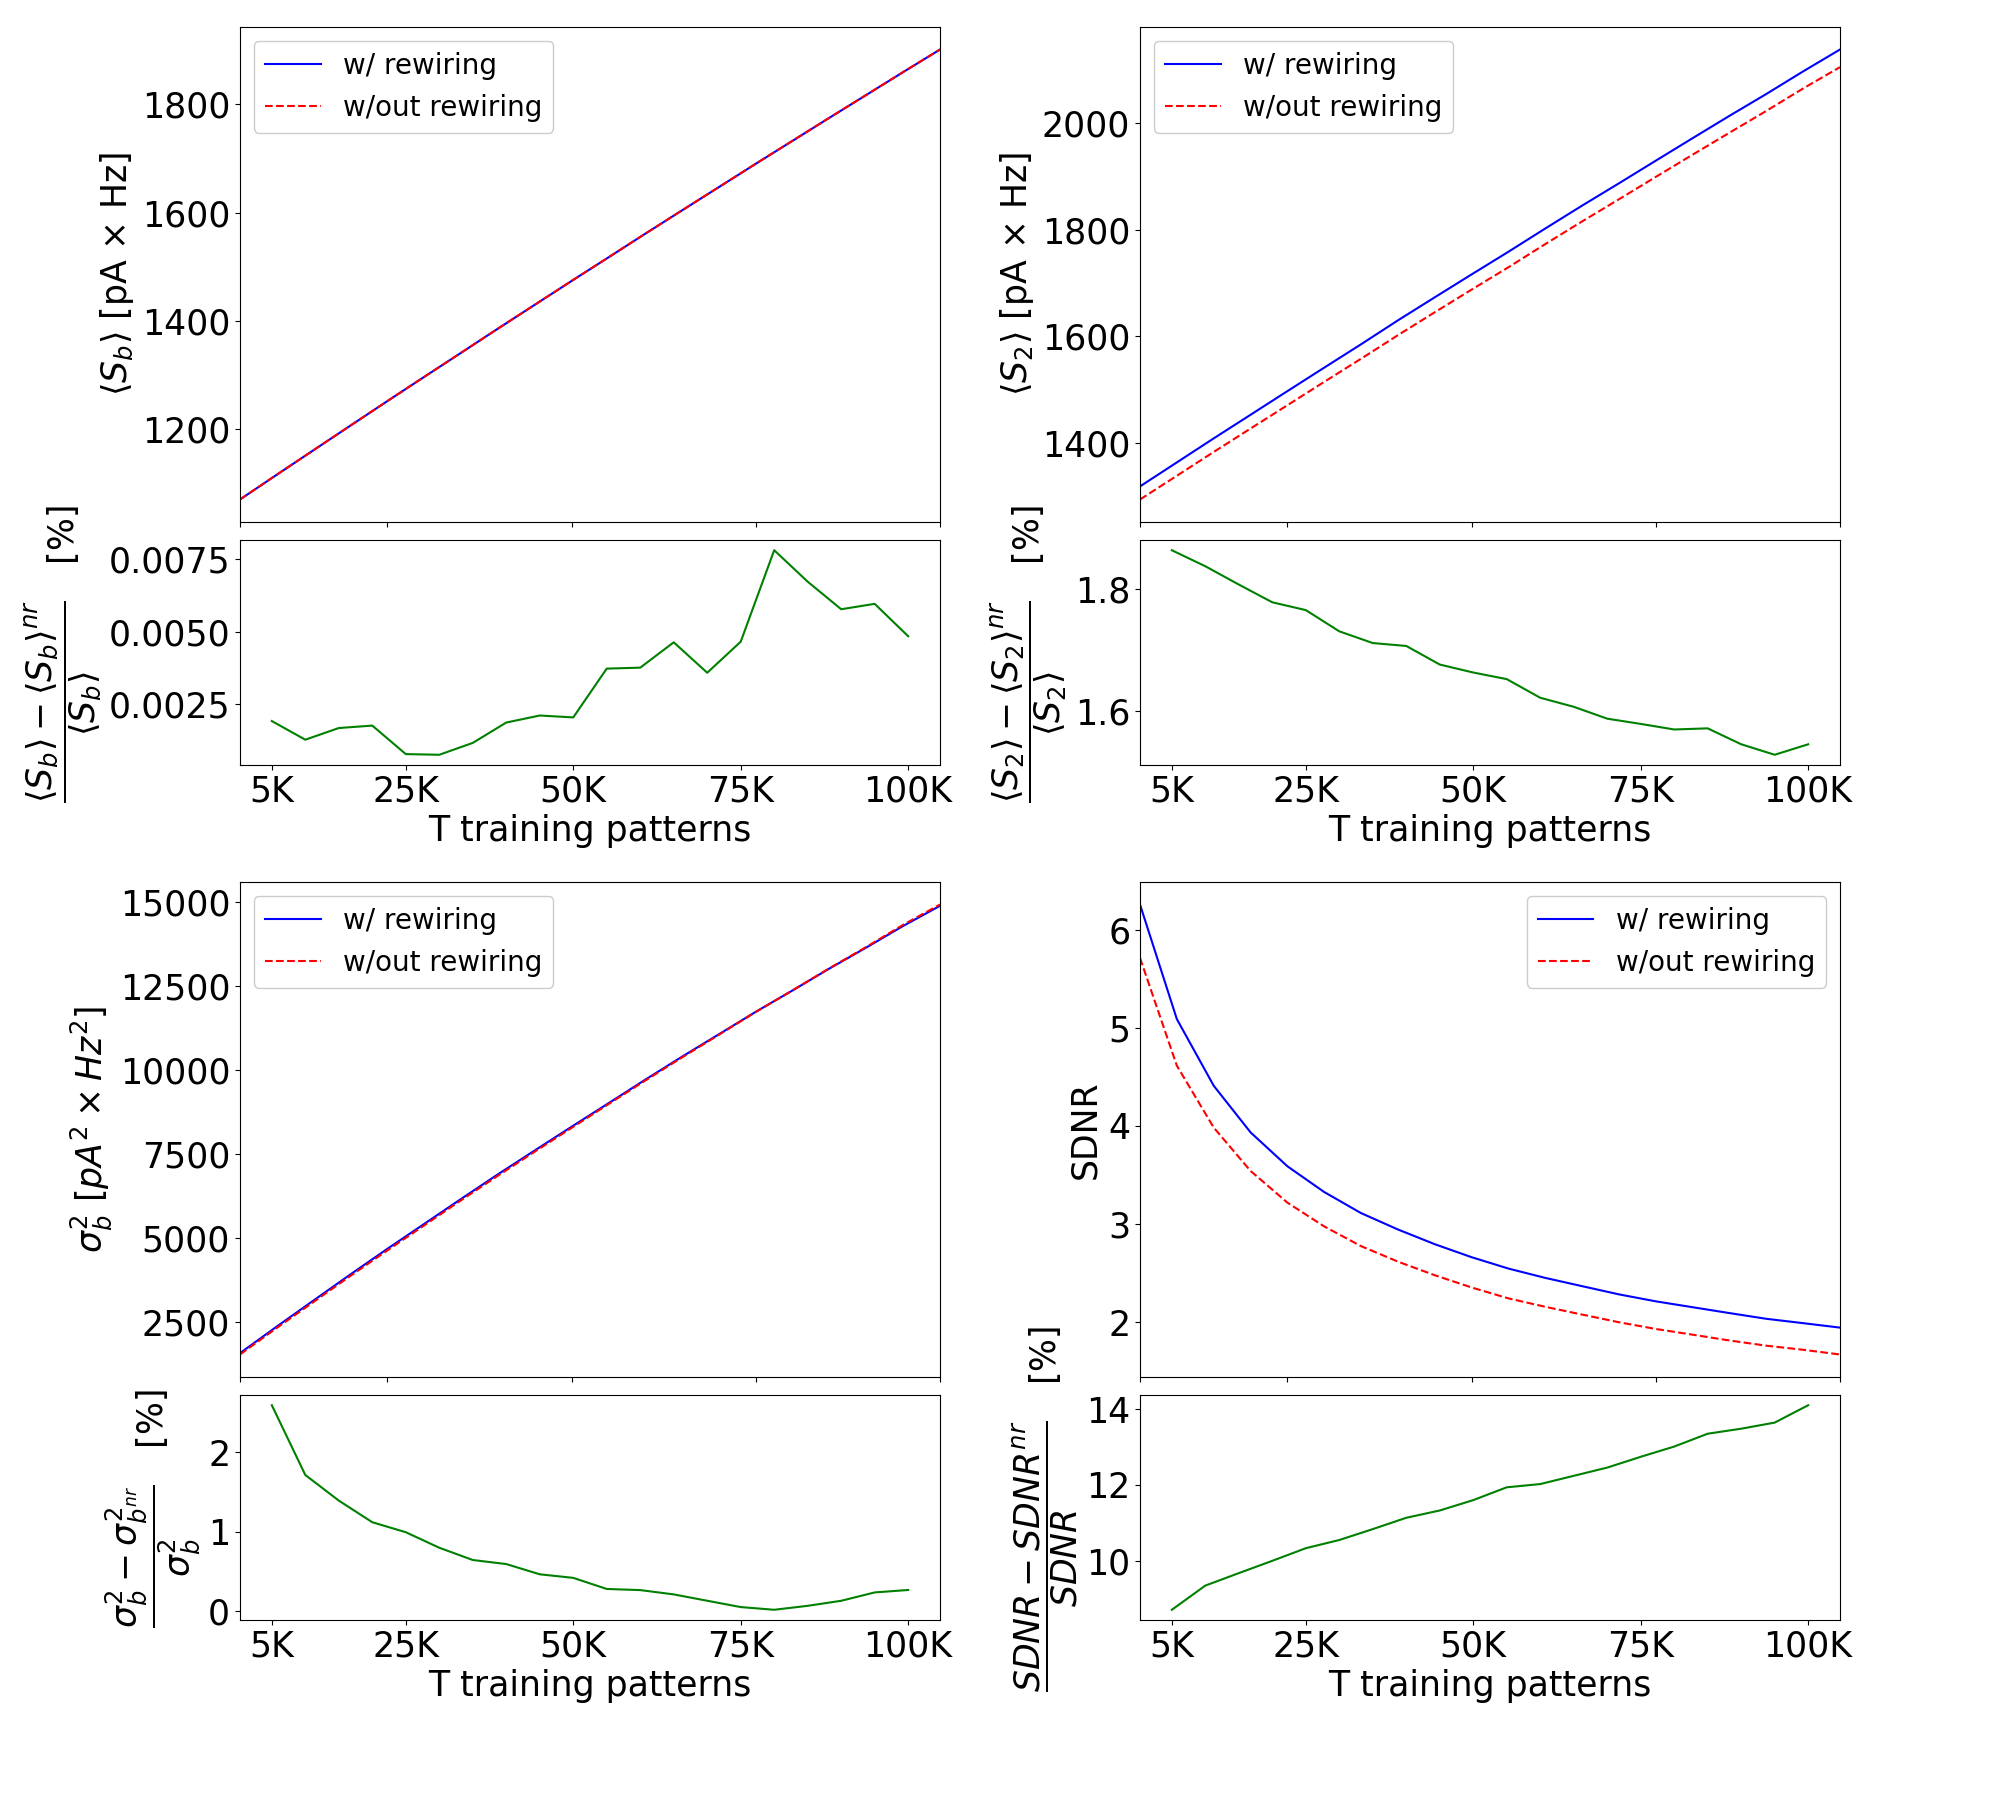 w/ rewiring
w/out rewiring
⟨S_b⟩ [pA × Hz]
1800
1600
1400
1200
⟨S_b⟩ − ⟨S_b⟩^{nr}
⟨S_b⟩
[%]
0.0075
0.0050
0.0025
5K 25K 50K 75K 100K
T training patterns
w/ rewiring
w/out rewiring
⟨S_2⟩ [pA × Hz]
2000
1800
1600
1400
⟨S_2⟩ − ⟨S_2⟩^{nr}
⟨S_2⟩
[%]
1.8
1.6
5K 25K 50K 75K 100K
T training patterns
w/ rewiring
w/out rewiring
σ_b^2 [pA^2 × Hz^2]
15000
12500
10000
7500
5000
2500
σ_b^2 − σ_{b^{nr}}^2
σ_b^2
[%]
2
1
0
5K 25K 50K 75K 100K
T training patterns
w/ rewiring
w/out rewiring
SDNR
6
5
4
3
2
SDNR − SDNR^{nr}
SDNR
[%]
14
12
10
5K 25K 50K 75K 100K
T training patterns